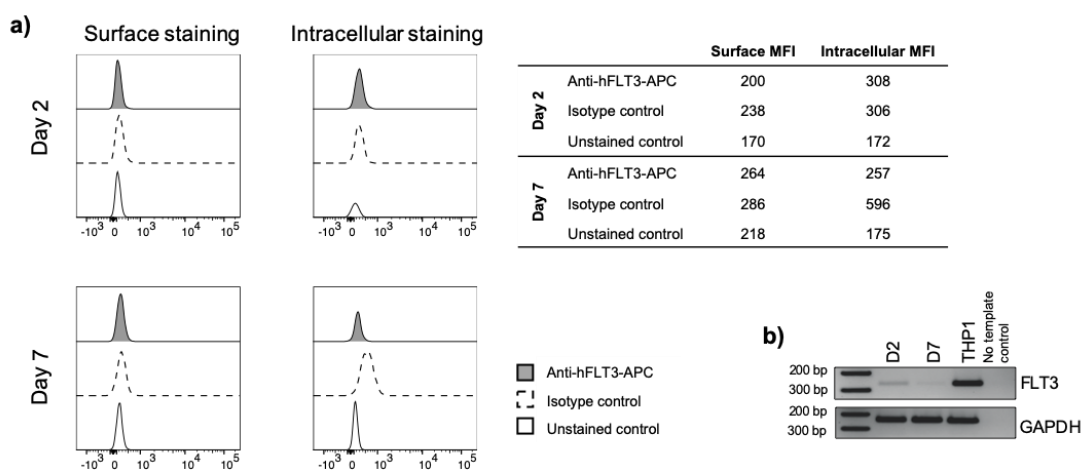 a)
Surface staining
Intracellular staining
Day 2
-10³ 0 10³ 10⁴ 10⁵
-10³ 0 10³ 10⁴ 10⁵
Day 7
-10³ 0 10³ 10⁴ 10⁵
-10³ 0 10³ 10⁴ 10⁵
Surface MFI Intracellular MFI
Day 2
Anti-hFLT3-APC 200 308
Isotype control 238 306
Unstained control 170 172
Day 7
Anti-hFLT3-APC 264 257
Isotype control 286 596
Unstained control 218 175
Anti-hFLT3-APC
Isotype control
Unstained control
b)
D2
D7
THP1
No template
control
200 bp
300 bp
FLT3
200 bp
300 bp
GAPDH